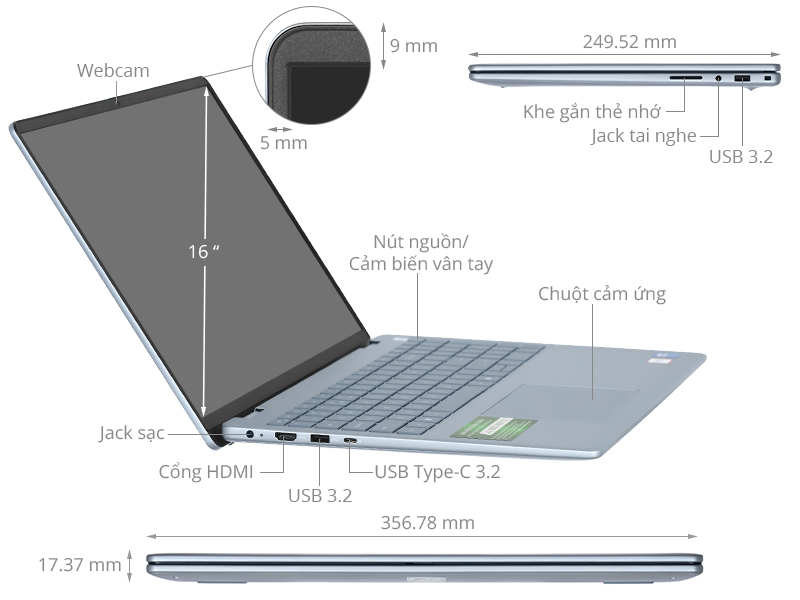 Webcam
9 mm
5 mm
249.52 mm
Khe gắn thẻ nhớ
Jack tai nghe
USB 3.2
16 “
Nút nguồn/
Cảm biến vân tay
Chuột cảm ứng
Jack sạc
Cổng HDMI
USB 3.2
USB Type-C 3.2
356.78 mm
17.37 mm